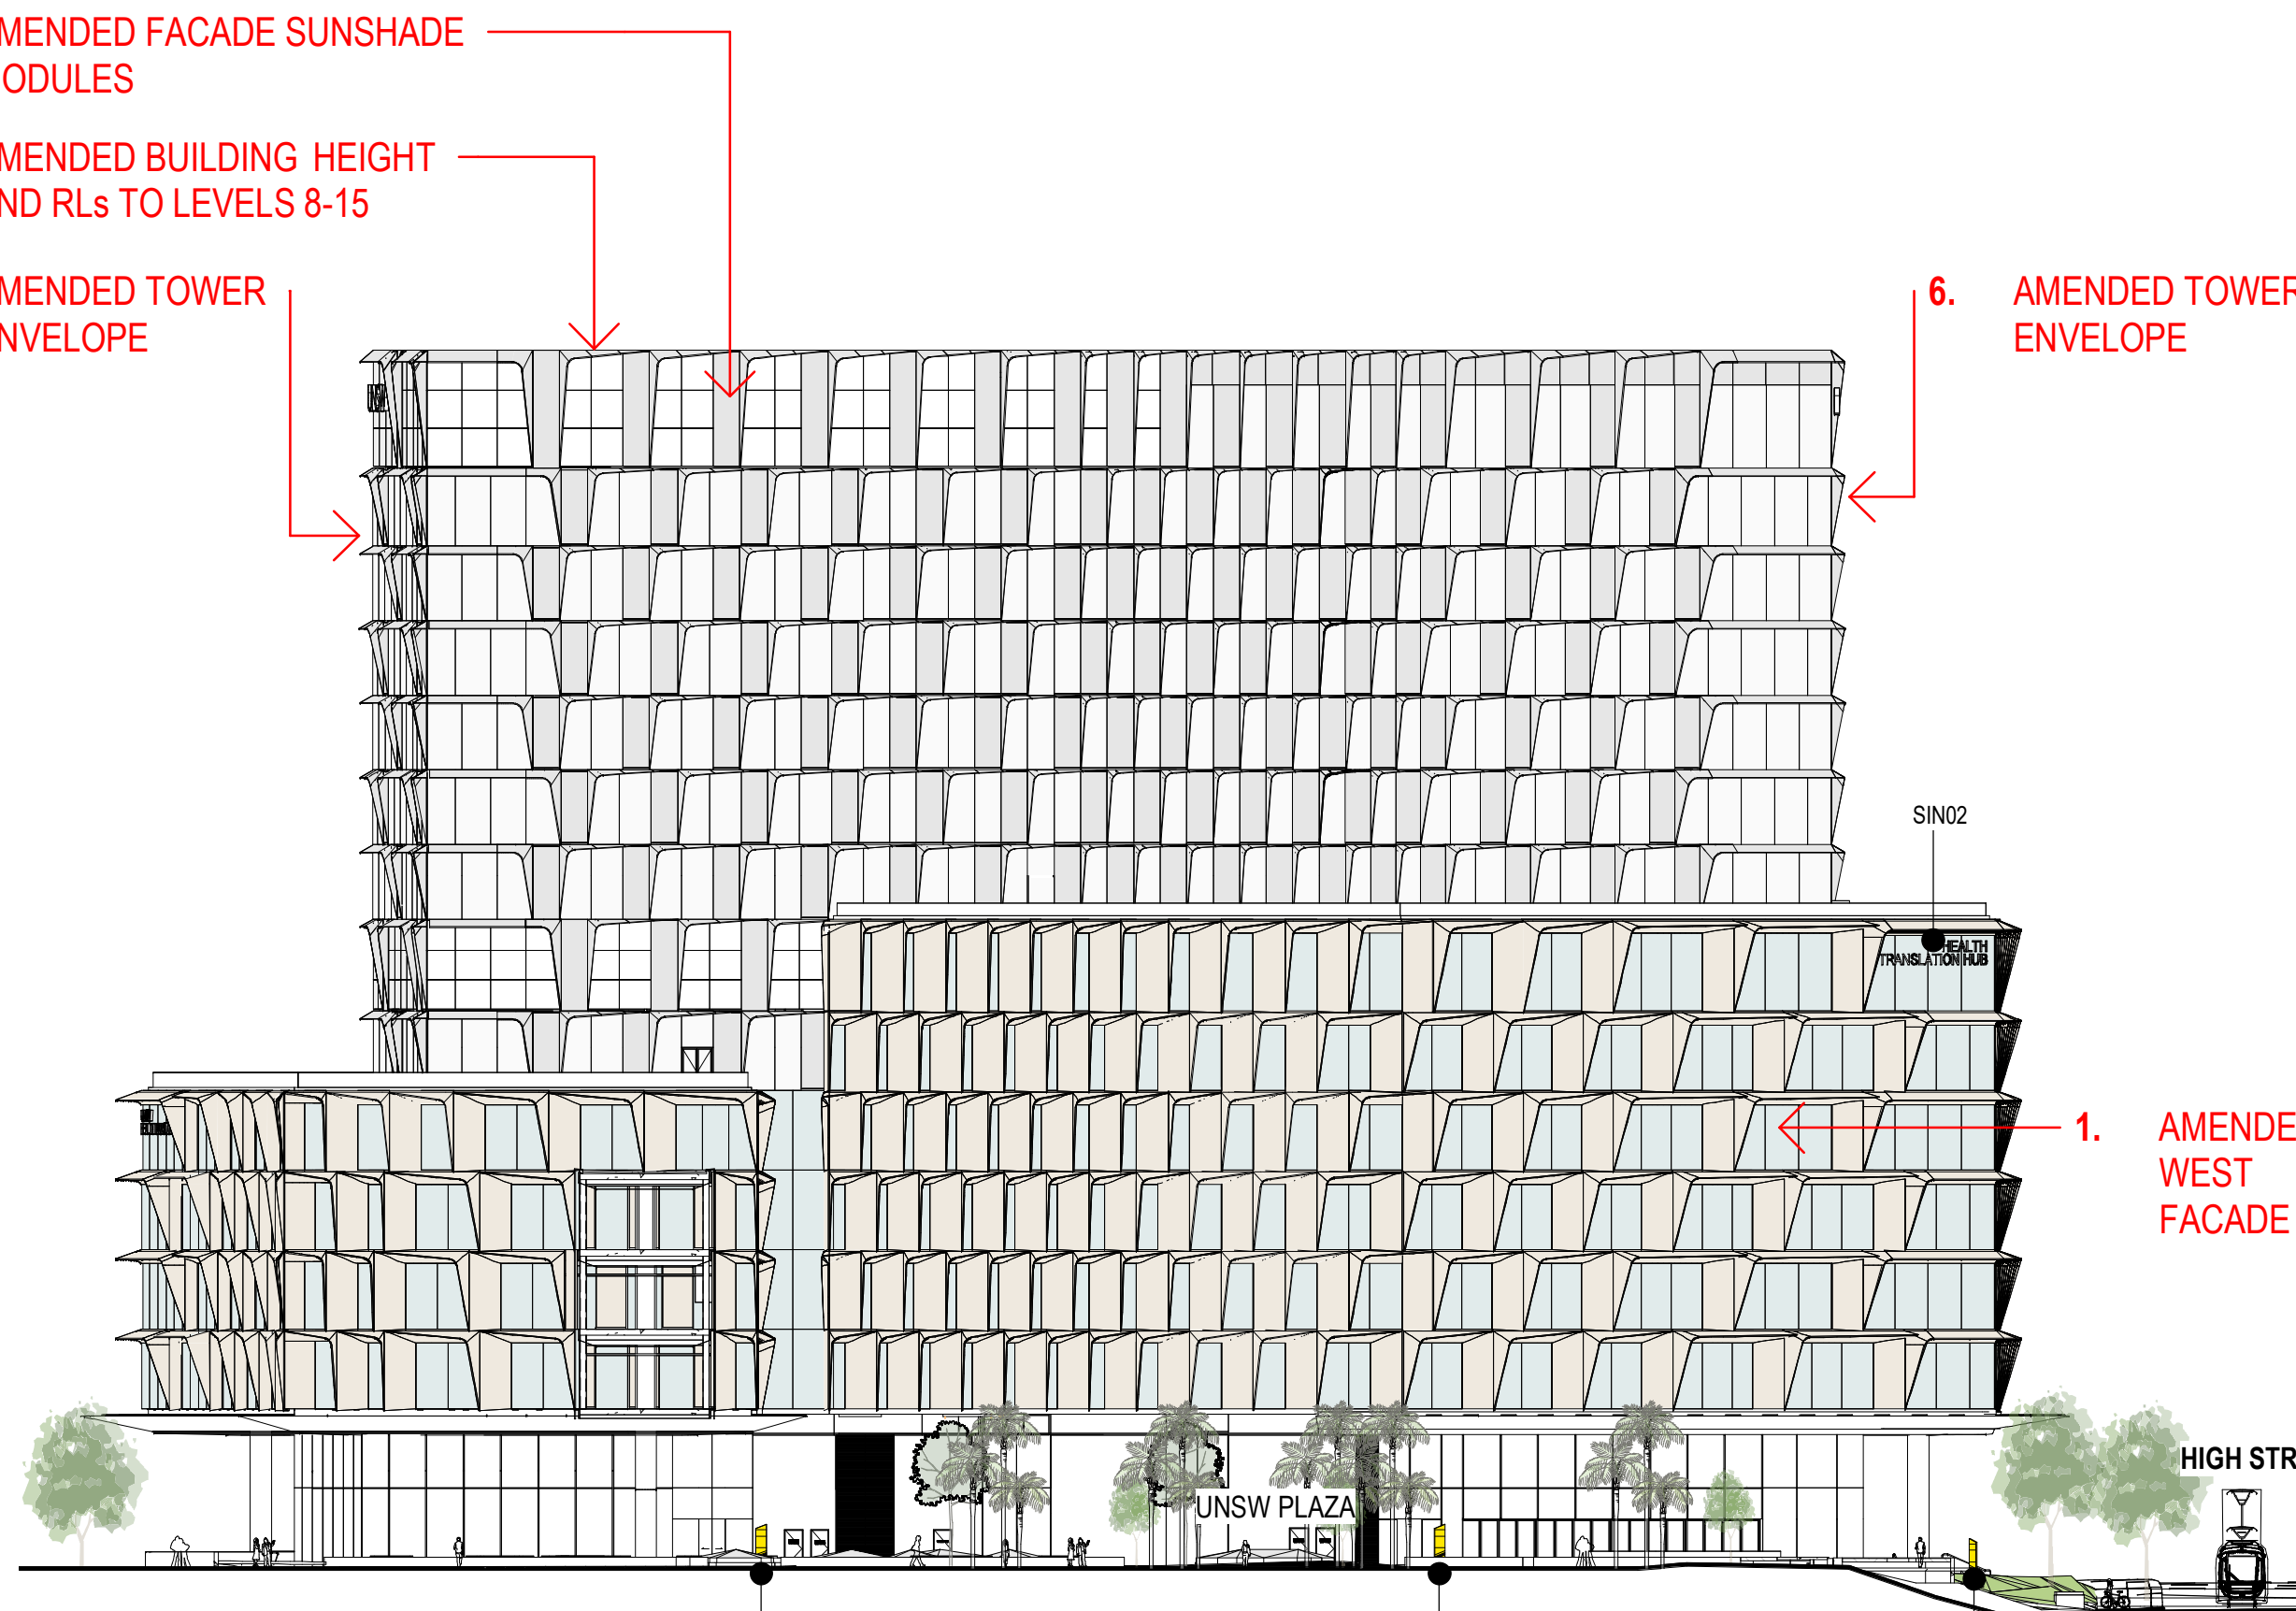 MENDED FACADE SUNSHADE
ODULES
MENDED BUILDING HEIGHT
ND RLs TO LEVELS 8-15
MENDED TOWER
NVELOPE
6. AMENDED TOWER
ENVELOPE
SIN02
HEALTH
TRANSLATION HUB
1. AMENDE
WEST
FACADE
HIGH STR
UNSW PLAZA